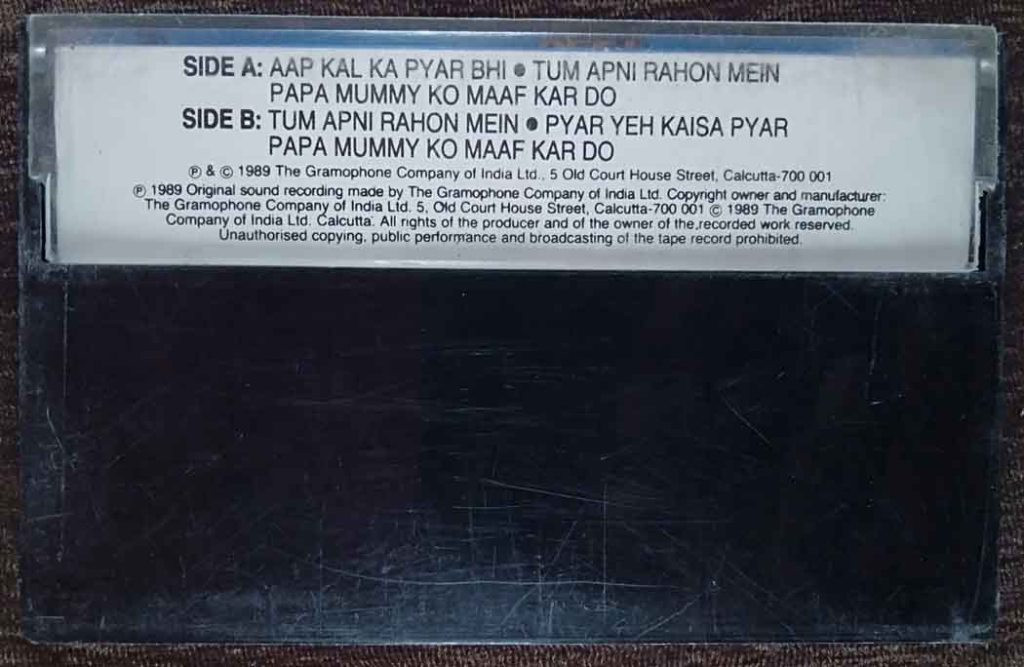 SIDE A: AAP KAL KA PYAR BHI ● TUM APNI RAHON MEIN
PAPA MUMMY KO MAAF KAR DO
SIDE B: TUM APNI RAHON MEIN ● PYAR YEH KAISA PYAR
PAPA MUMMY KO MAAF KAR DO
℗ & © 1989 The Gramophone Company of India Ltd., 5 Old Court House Street, Calcutta-700 001
℗ 1989 Original sound recording made by The Gramophone Company of India Ltd. Copyright owner and manufacturer:
The Gramophone Company of India Ltd. 5, Old Court House Street, Calcutta-700 001 © 1989 The Gramophone
Company of India Ltd. Calcutta. All rights of the producer and of the owner of the recorded work reserved.
Unauthorised copying, public performance and broadcasting of the tape record prohibited.